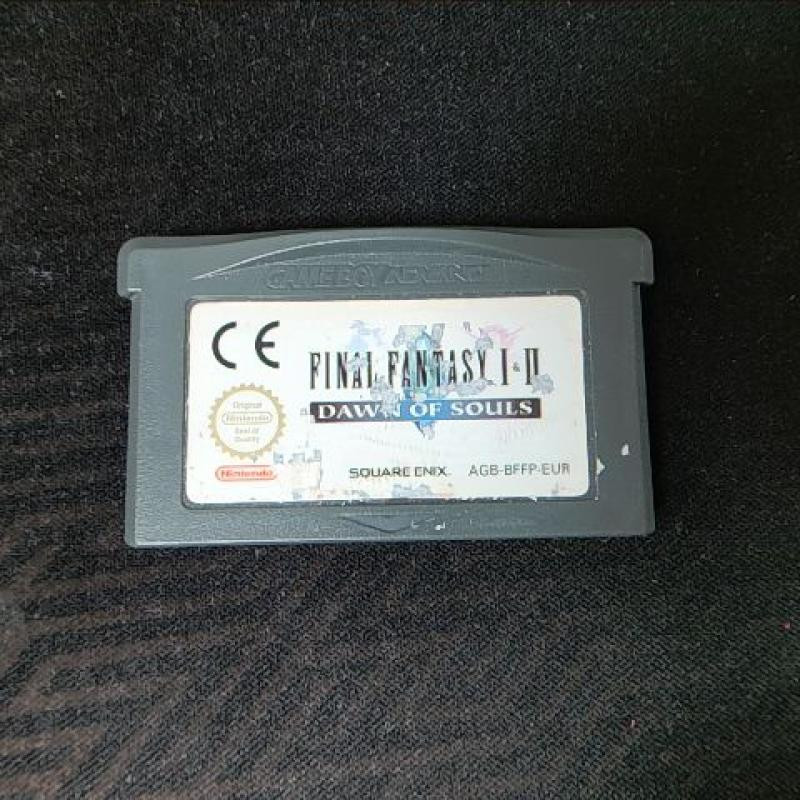 GAME BOY ADVANCE
CE
FINAL FANTASY I & II
DAWN OF SOULS
Original
Nintendo
Seal of
Quality
Nintendo
SQUARE ENIX.
AGB-BFFP-EUR